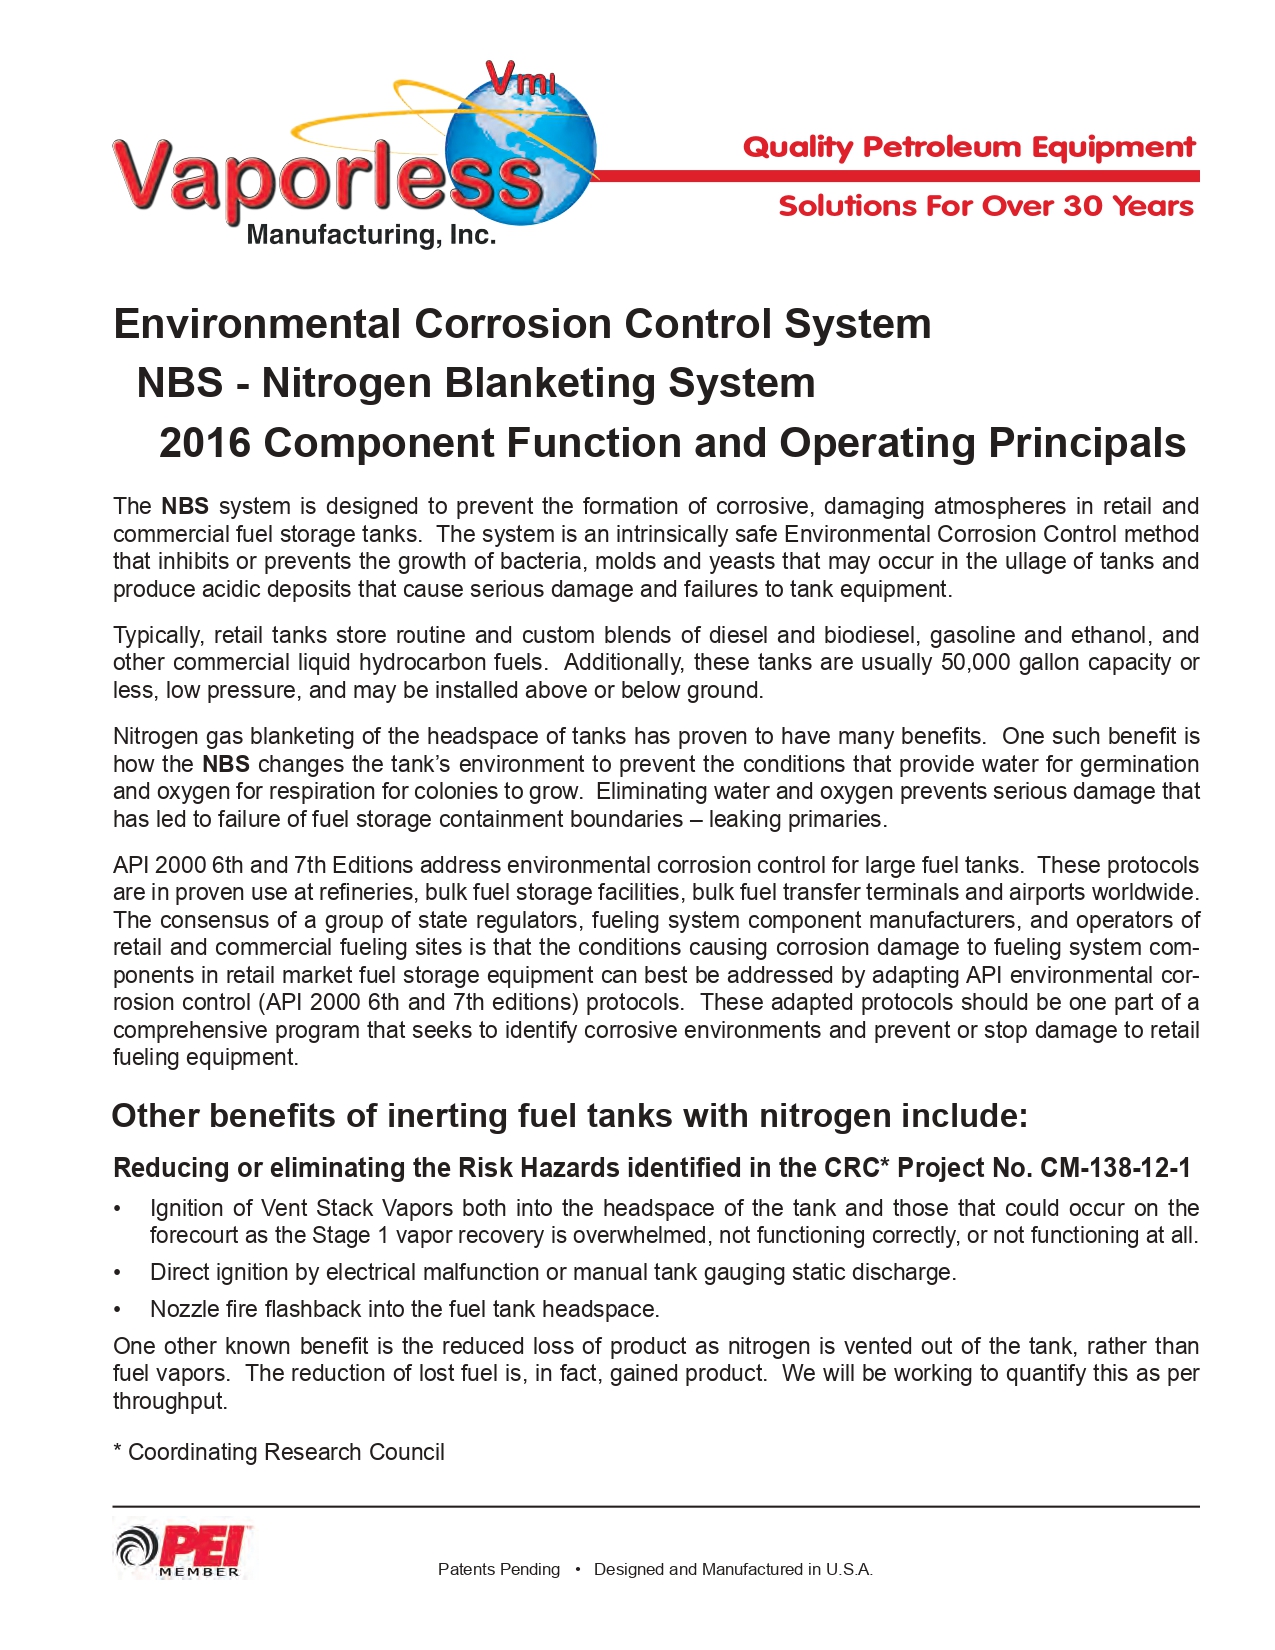 Vmi
Vaporless
Manufacturing, Inc.
Quality Petroleum Equipment
Solutions For Over 30 Years
Environmental Corrosion Control System
NBS - Nitrogen Blanketing System
2016 Component Function and Operating Principals
The NBS system is designed to prevent the formation of corrosive, damaging atmospheres in retail and
commercial fuel storage tanks.  The system is an intrinsically safe Environmental Corrosion Control method
that inhibits or prevents the growth of bacteria, molds and yeasts that may occur in the ullage of tanks and
produce acidic deposits that cause serious damage and failures to tank equipment.
Typically, retail tanks store routine and custom blends of diesel and biodiesel, gasoline and ethanol, and
other commercial liquid hydrocarbon fuels.  Additionally, these tanks are usually 50,000 gallon capacity or
less, low pressure, and may be installed above or below ground.
Nitrogen gas blanketing of the headspace of tanks has proven to have many benefits.  One such benefit is
how the NBS changes the tank’s environment to prevent the conditions that provide water for germination
and oxygen for respiration for colonies to grow.  Eliminating water and oxygen prevents serious damage that
has led to failure of fuel storage containment boundaries – leaking primaries.
API 2000 6th and 7th Editions address environmental corrosion control for large fuel tanks.  These protocols
are in proven use at refineries, bulk fuel storage facilities, bulk fuel transfer terminals and airports worldwide.
The consensus of a group of state regulators, fueling system component manufacturers, and operators of
retail and commercial fueling sites is that the conditions causing corrosion damage to fueling system com-
ponents in retail market fuel storage equipment can best be addressed by adapting API environmental cor-
rosion control (API 2000 6th and 7th editions) protocols.  These adapted protocols should be one part of a
comprehensive program that seeks to identify corrosive environments and prevent or stop damage to retail
fueling equipment.
Other benefits of inerting fuel tanks with nitrogen include:
Reducing or eliminating the Risk Hazards identified in the CRC* Project No. CM-138-12-1
• Ignition of Vent Stack Vapors both into the headspace of the tank and those that could occur on the
forecourt as the Stage 1 vapor recovery is overwhelmed, not functioning correctly, or not functioning at all.
• Direct ignition by electrical malfunction or manual tank gauging static discharge.
• Nozzle fire flashback into the fuel tank headspace.
One other known benefit is the reduced loss of product as nitrogen is vented out of the tank, rather than
fuel vapors.  The reduction of lost fuel is, in fact, gained product.  We will be working to quantify this as per
throughput.
* Coordinating Research Council
PEI
MEMBER
Patents Pending • Designed and Manufactured in U.S.A.